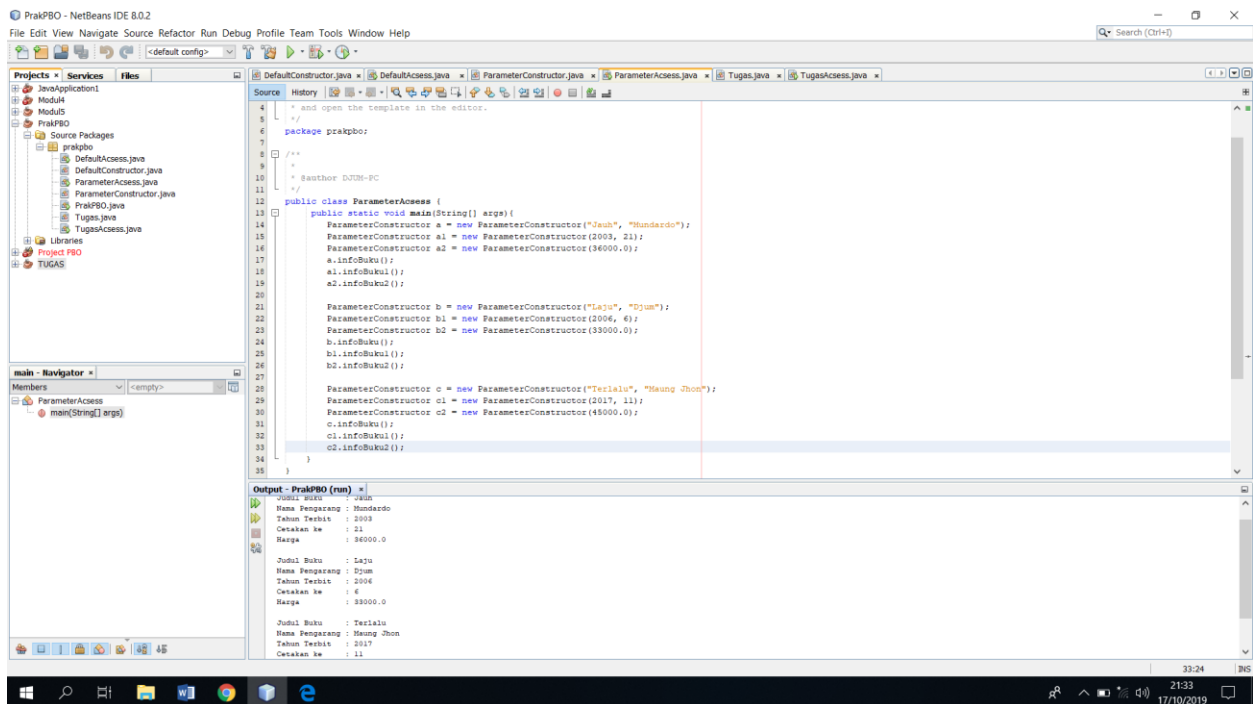 PrakPBO - NetBeans IDE 8.0.2
File Edit View Navigate Source Refactor Run Debug Profile Team Tools Window Help
Search (Ctrl+I)
<default config>
Projects Services Files
DefaultConstructor.java DefaultAcsess.java ParameterConstructor.java ParameterAcsess.java Tugas.java TugasAcsess.java
JavaApplication1
Modul4
Modul5
PrakPBO
Source Packages
prakpbo
DefaultAcsess.java
DefaultConstructor.java
ParameterAcsess.java
ParameterConstructor.java
PrakPBO.java
Tugas.java
TugasAcsess.java
Libraries
Project PBO
TUGAS
Source History
4 * and open the template in the editor.
5 */
6 package prakpbo;
7
8 /**
9 *
10 * @author DJUM-PC
11 */
12 public class ParameterAcsess {
13 public static void main(String[] args){
14 ParameterConstructor a = new ParameterConstructor("Jauh", "Mundardo");
15 ParameterConstructor a1 = new ParameterConstructor(2003, 21);
16 ParameterConstructor a2 = new ParameterConstructor(36000.0);
17 a.infoBuku();
18 a1.infoBuku1();
19 a2.infoBuku2();
20
21 ParameterConstructor b = new ParameterConstructor("Laju", "Djum");
22 ParameterConstructor b1 = new ParameterConstructor(2006, 6);
23 ParameterConstructor b2 = new ParameterConstructor(33000.0);
24 b.infoBuku();
25 b1.infoBuku1();
26 b2.infoBuku2();
27
28 ParameterConstructor c = new ParameterConstructor("Terlalu", "Maung Jhon");
29 ParameterConstructor c1 = new ParameterConstructor(2017, 11);
30 ParameterConstructor c2 = new ParameterConstructor(45000.0);
31 c.infoBuku();
32 c1.infoBuku1();
33 c2.infoBuku2();
34 }
35 }
main - Navigator
Members <empty>
ParameterAcsess
main(String[] args)
Output - PrakPBO (run)
Judul Buku : Jauh
Nama Pengarang : Mundardo
Tahun Terbit : 2003
Cetakan ke : 21
Harga : 36000.0
Judul Buku : Laju
Nama Pengarang : Djum
Tahun Terbit : 2006
Cetakan ke : 6
Harga : 33000.0
Judul Buku : Terlalu
Nama Pengarang : Maung Jhon
Tahun Terbit : 2017
Cetakan ke : 11
33:24 INS
21:33
17/10/2019